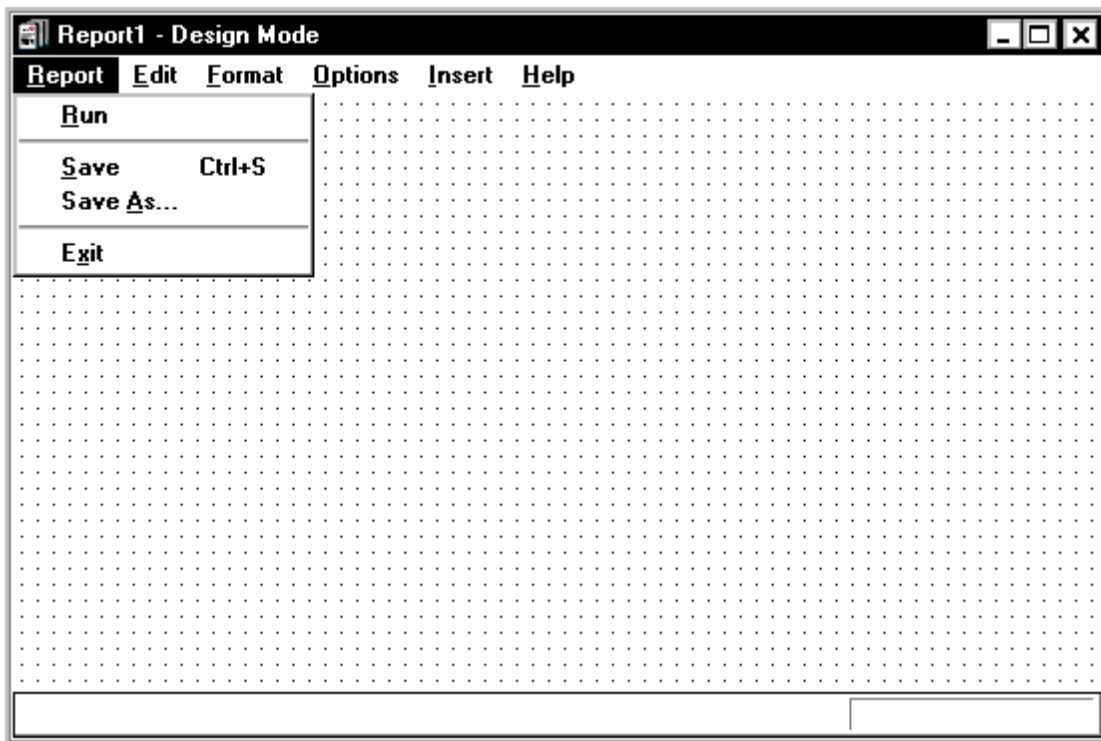 Report1 - Design Mode
Report Edit Format Options Insert Help
Run
Save Ctrl+S
Save As...
Exit